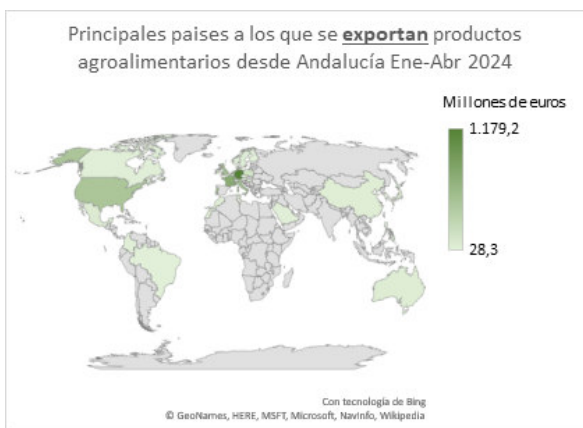 Principales paises a los que se exportan productos
agroalimentarios desde Andalucía Ene-Abr 2024
Millones de euros
1.179,2
28,3
Con tecnología de Bing
© GeoNames, HERE, MSFT, Microsoft, NavInfo, Wikipedia